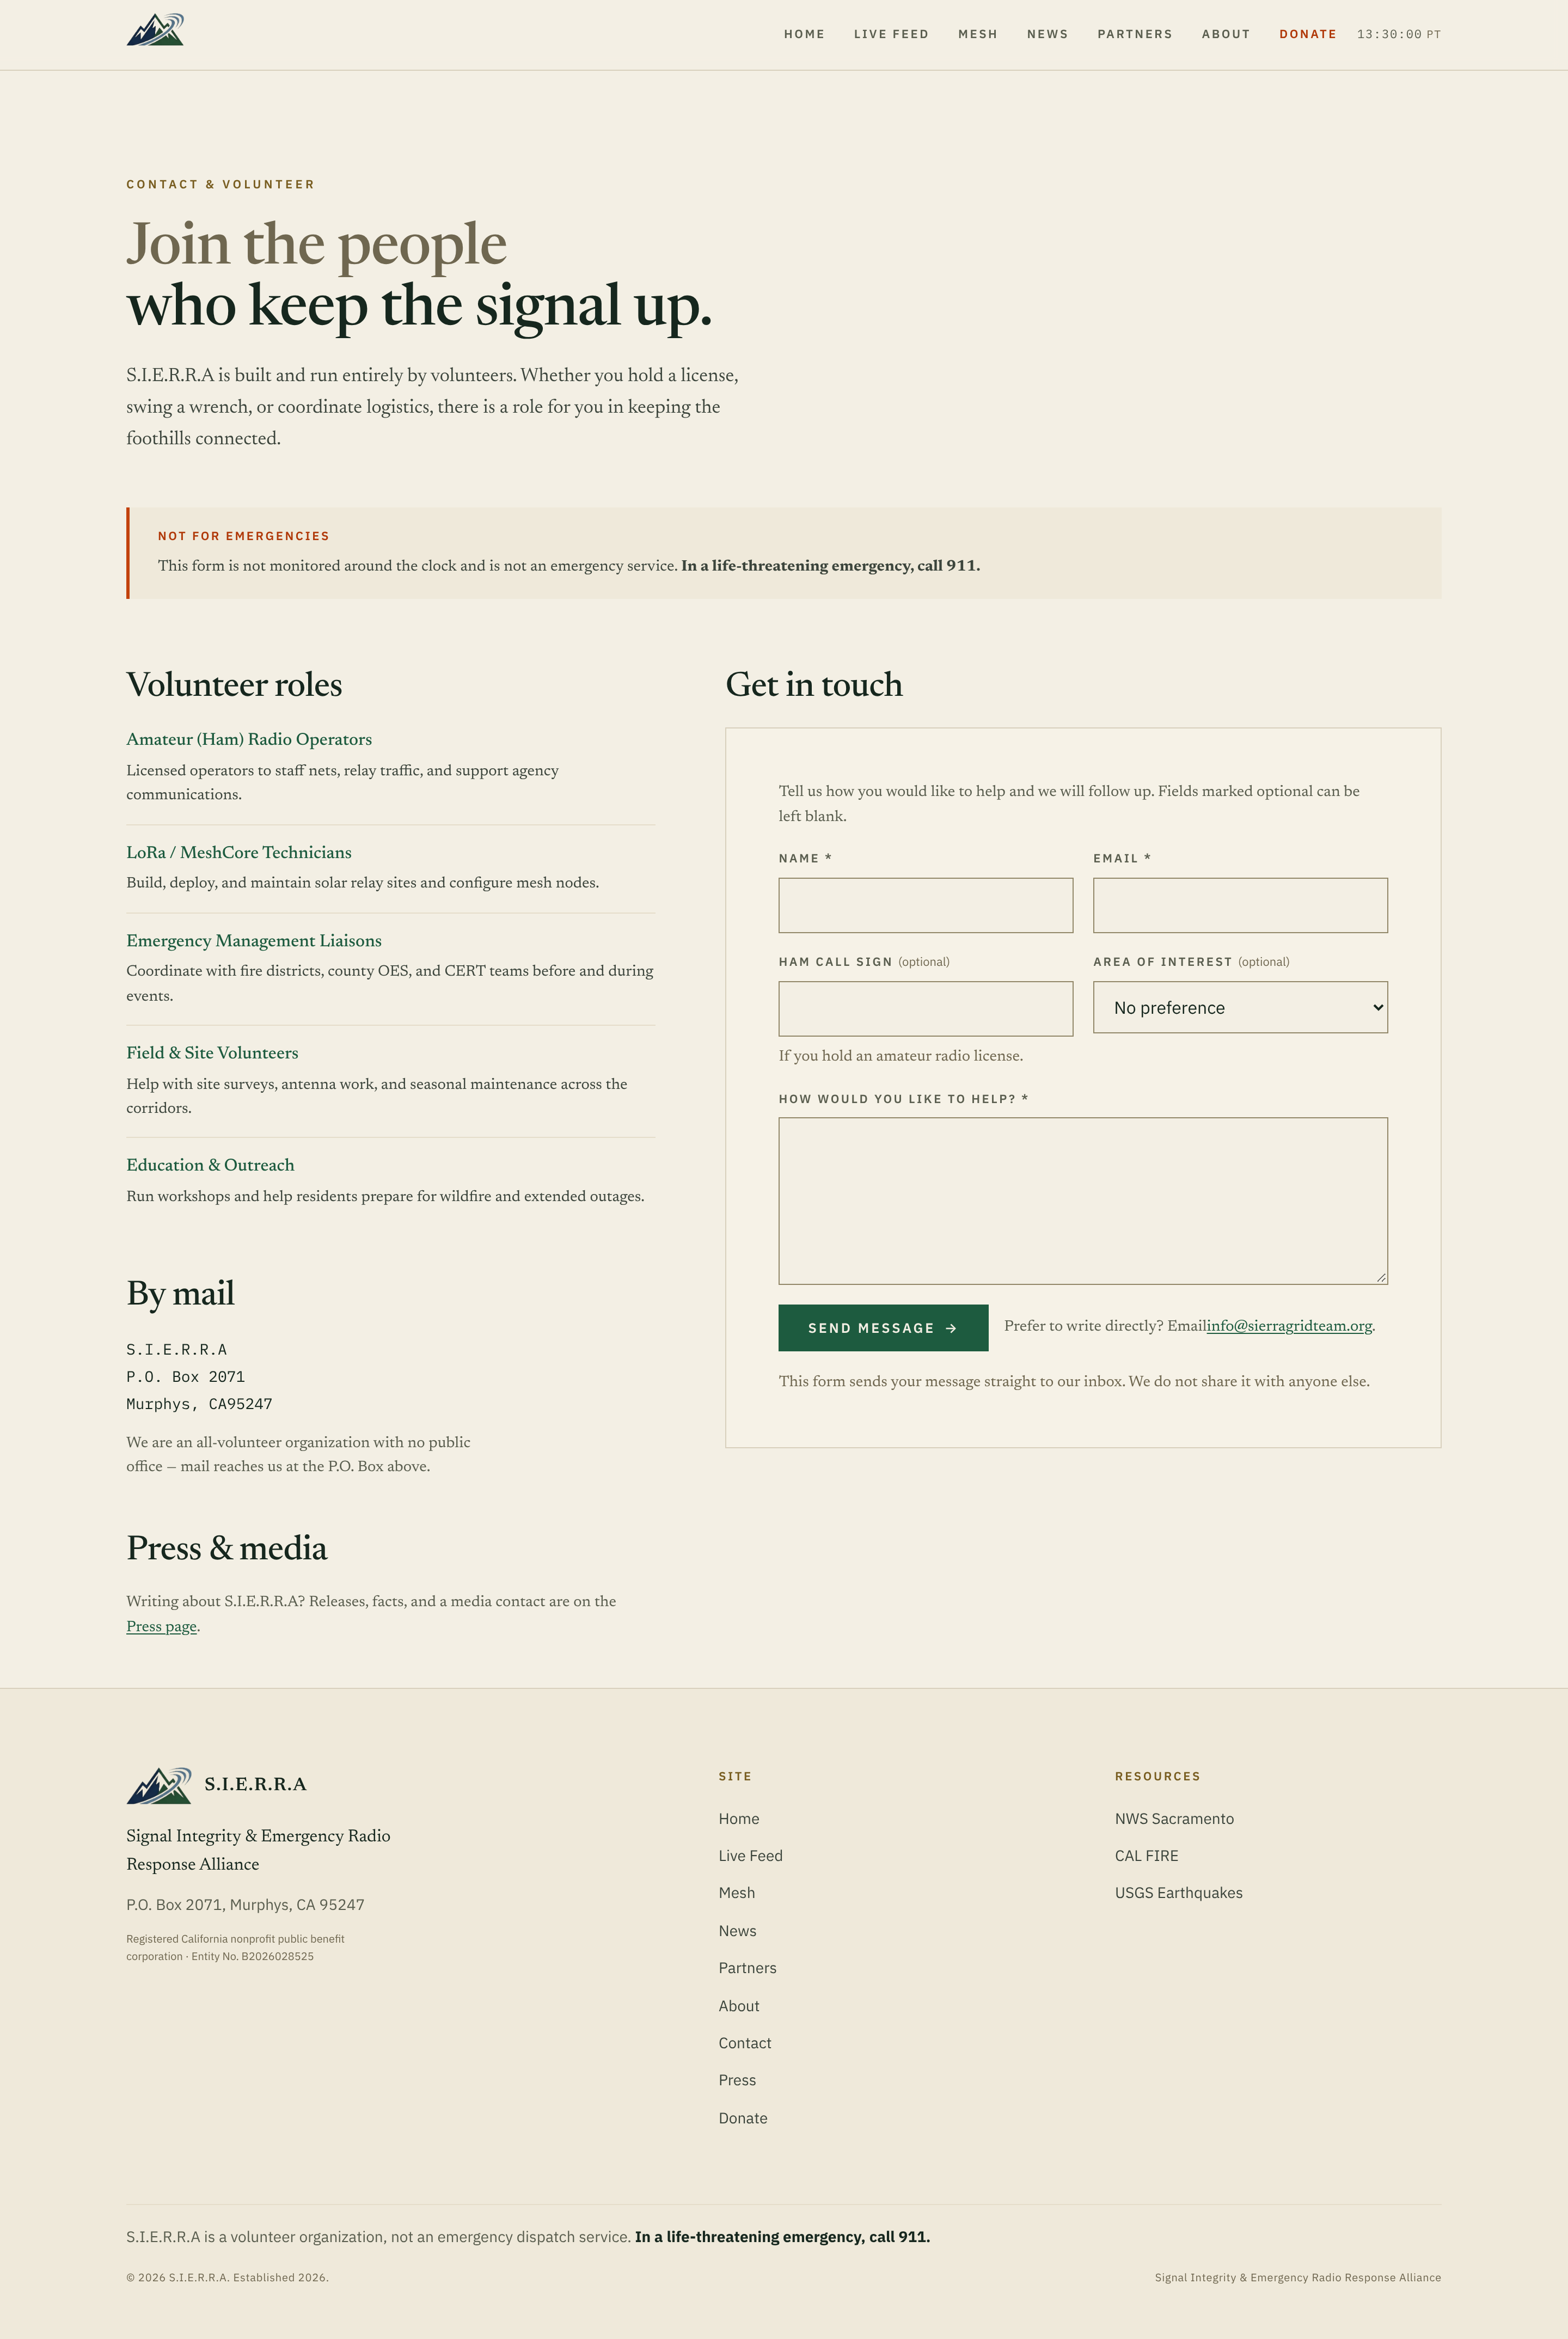 HOME LIVE FEED MESH NEWS PARTNERS ABOUT DONATE 13:30:00 PT
CONTACT & VOLUNTEER
Join the people
who keep the signal up.
S.I.E.R.R.A is built and run entirely by volunteers. Whether you hold a license,
swing a wrench, or coordinate logistics, there is a role for you in keeping the
foothills connected.
NOT FOR EMERGENCIES
This form is not monitored around the clock and is not an emergency service. In a life-threatening emergency, call 911.
Volunteer roles
Amateur (Ham) Radio Operators
Licensed operators to staff nets, relay traffic, and support agency
communications.
LoRa / MeshCore Technicians
Build, deploy, and maintain solar relay sites and configure mesh nodes.
Emergency Management Liaisons
Coordinate with fire districts, county OES, and CERT teams before and during
events.
Field & Site Volunteers
Help with site surveys, antenna work, and seasonal maintenance across the
corridors.
Education & Outreach
Run workshops and help residents prepare for wildfire and extended outages.
By mail
S.I.E.R.R.A
P.O. Box 2071
Murphys, CA95247
We are an all-volunteer organization with no public
office — mail reaches us at the P.O. Box above.
Press & media
Writing about S.I.E.R.R.A? Releases, facts, and a media contact are on the
Press page.
Get in touch
Tell us how you would like to help and we will follow up. Fields marked optional can be
left blank.
NAME *
EMAIL *
HAM CALL SIGN (optional)
AREA OF INTEREST (optional)
No preference
If you hold an amateur radio license.
HOW WOULD YOU LIKE TO HELP? *
SEND MESSAGE →
Prefer to write directly? Emailinfo@sierragridteam.org.
This form sends your message straight to our inbox. We do not share it with anyone else.
S.I.E.R.R.A
Signal Integrity & Emergency Radio
Response Alliance
P.O. Box 2071, Murphys, CA 95247
Registered California nonprofit public benefit
corporation · Entity No. B2026028525
SITE
Home
Live Feed
Mesh
News
Partners
About
Contact
Press
Donate
RESOURCES
NWS Sacramento
CAL FIRE
USGS Earthquakes
S.I.E.R.R.A is a volunteer organization, not an emergency dispatch service. In a life-threatening emergency, call 911.
© 2026 S.I.E.R.R.A. Established 2026.
Signal Integrity & Emergency Radio Response Alliance